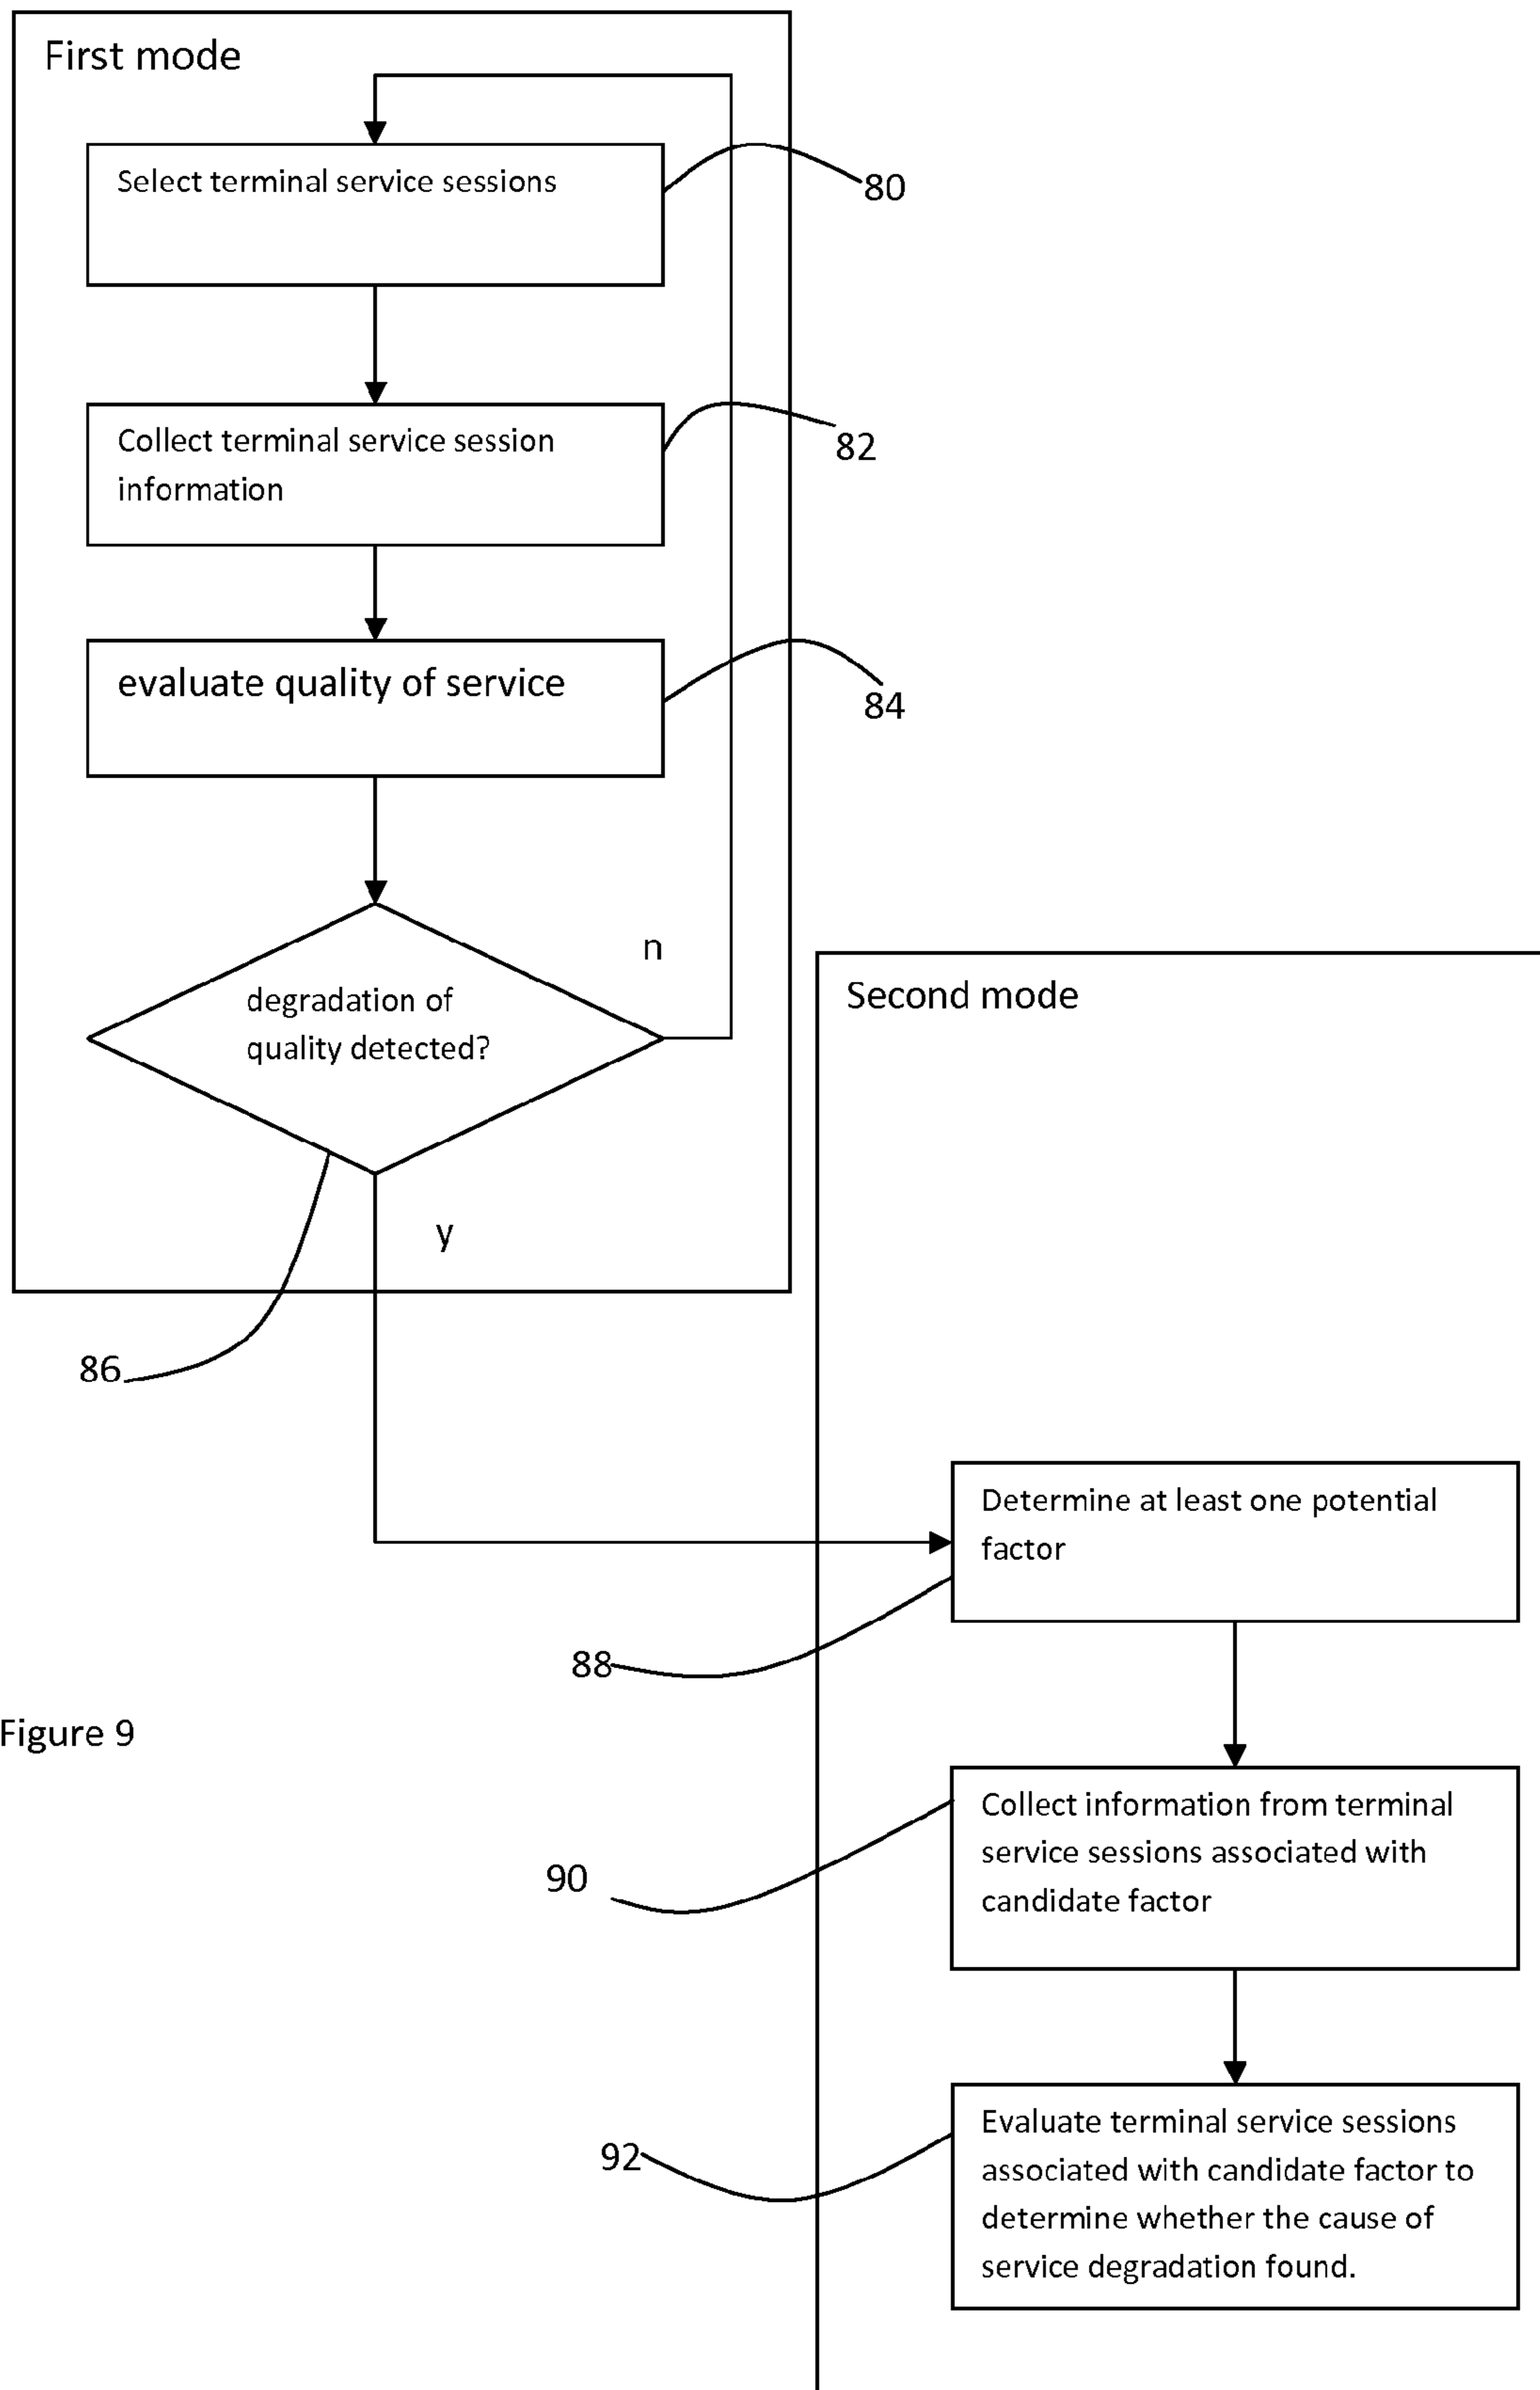 First mode
Select terminal service sessions
80
Collect terminal service session
information
82
evaluate quality of service
84
n
degradation of
quality detected?
y
86
Second mode
Determine at least one potential
factor
88
Figure 9
Collect information from terminal
service sessions associated with
candidate factor
90
Evaluate terminal service sessions
associated with candidate factor to
determine whether the cause of
service degradation found.
92